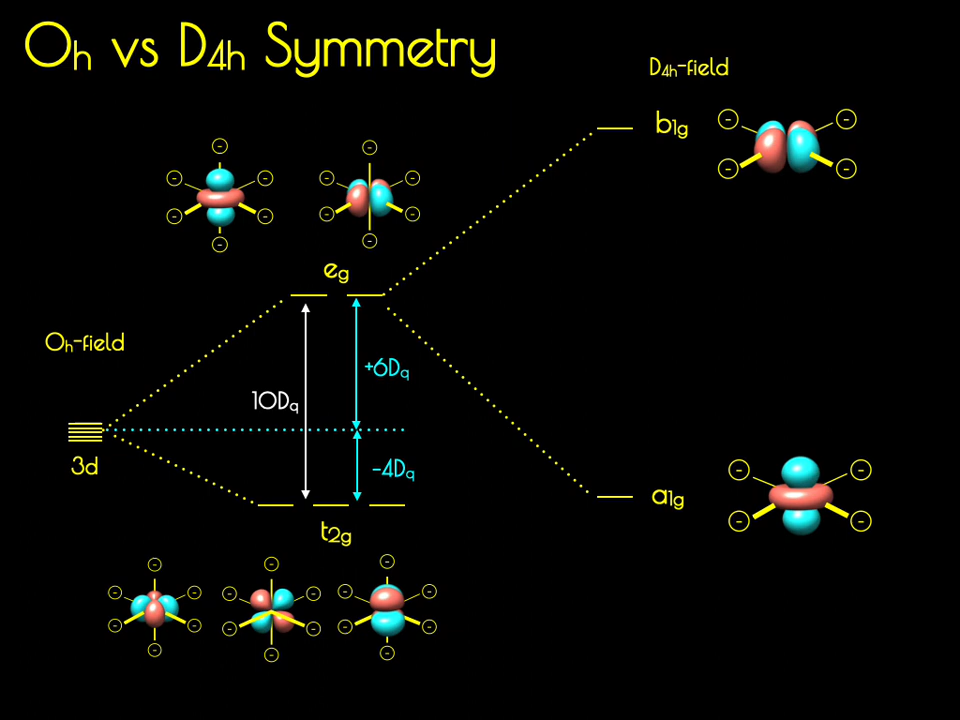 Oh vs D4h Symmetry
D4h-field
b1g
eg
Oh-field
+6Dq
10Dq
3d
-4Dq
a1g
t2g